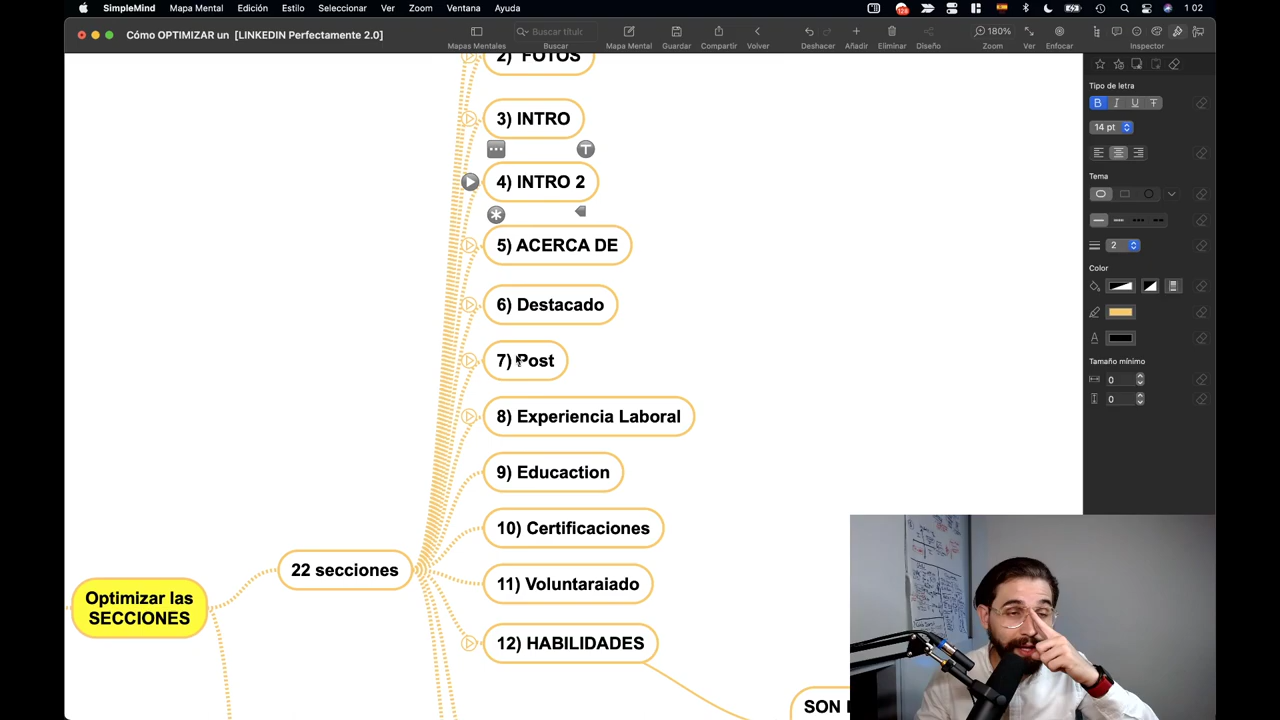 SimpleMind Mapa Mental Edición Estilo Seleccionar Ver Zoom Ventana Ayuda
1 02
Cómo OPTIMIZAR un [LINKEDIN Perfectamente 2.0]
Buscar título
180%
Mapas Mentales Buscar Mapa Mental Guardar Compartir Volver Deshacer Añadir Eliminar Diseño Zoom Ver Enfocar Inspector
2) FOTOS
3) INTRO
4) INTRO 2
5) ACERCA DE
6) Destacado
7) Post
8) Experiencia Laboral
9) Educaction
10) Certificaciones
11) Voluntaraiado
12) HABILIDADES
22 secciones
Optimizar las
SECCIONES
SON
Tipo de letra
B I U T
14 pt
Tema
2
Color
A
Tamaño mínimo
0
0